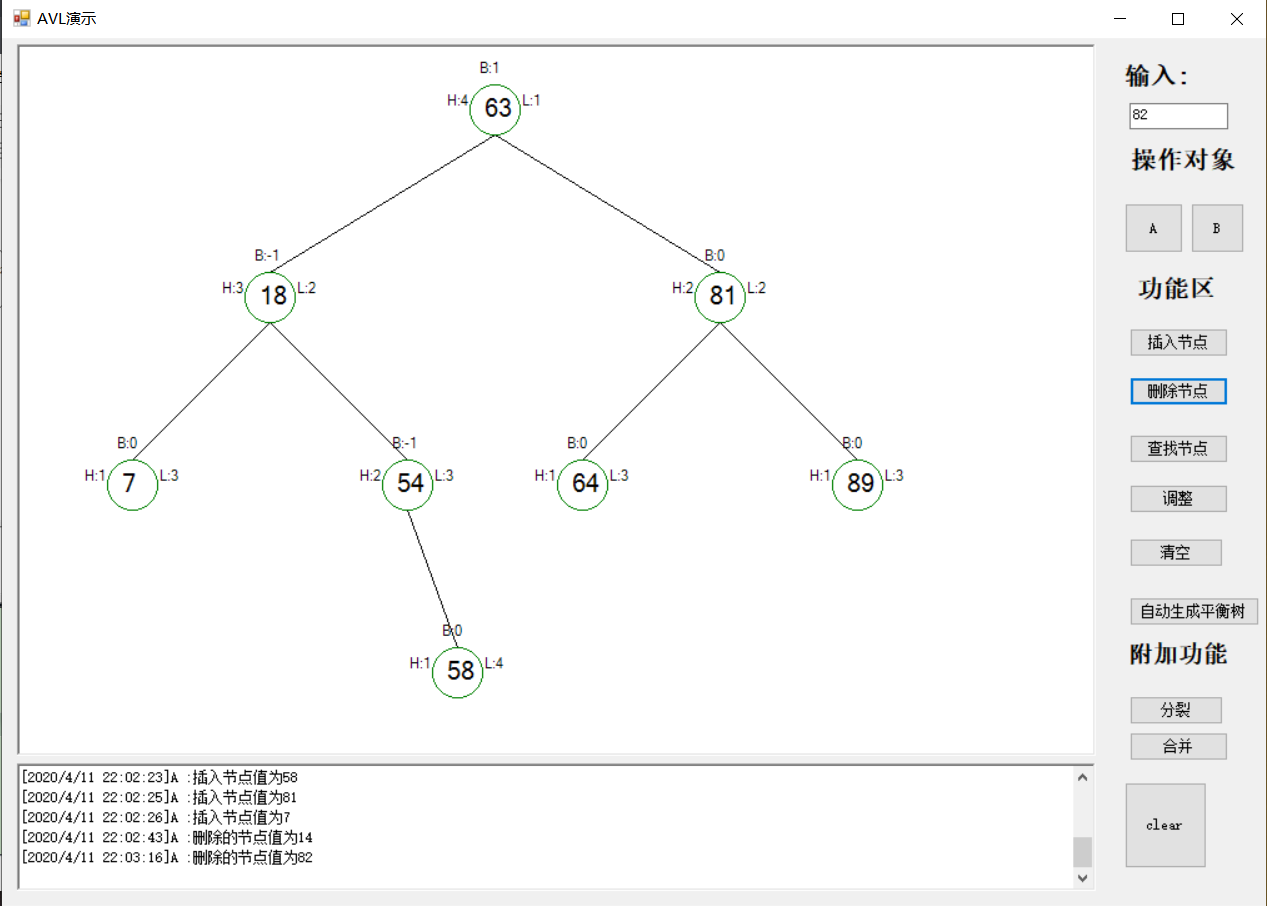 AVL演示
B:1
H:4 63 L:1
B:-1
H:3 18 L:2
B:0
H:2 81 L:2
B:0
H:1 7 L:3
B:-1
H:2 54 L:3
B:0
H:1 64 L:3
B:0
H:1 89 L:3
B:0
H:1 58 L:4
[2020/4/11 22:02:23]A :插入节点值为58
[2020/4/11 22:02:25]A :插入节点值为81
[2020/4/11 22:02:26]A :插入节点值为7
[2020/4/11 22:02:43]A :删除的节点值为14
[2020/4/11 22:03:16]A :删除的节点值为82
输入:
82
操作对象
A B
功能区
插入节点
删除节点
查找节点
调整
清空
自动生成平衡树
附加功能
分裂
合并
clear